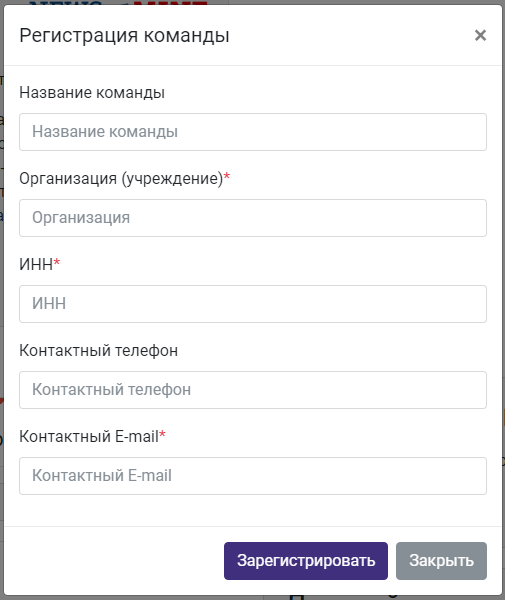 Регистрация команды ×
Название команды
Название команды
Организация (учреждение)*
Организация
ИНН*
ИНН
Контактный телефон
Контактный телефон
Контактный E-mail*
Контактный E-mail
Зарегистрировать Закрыть